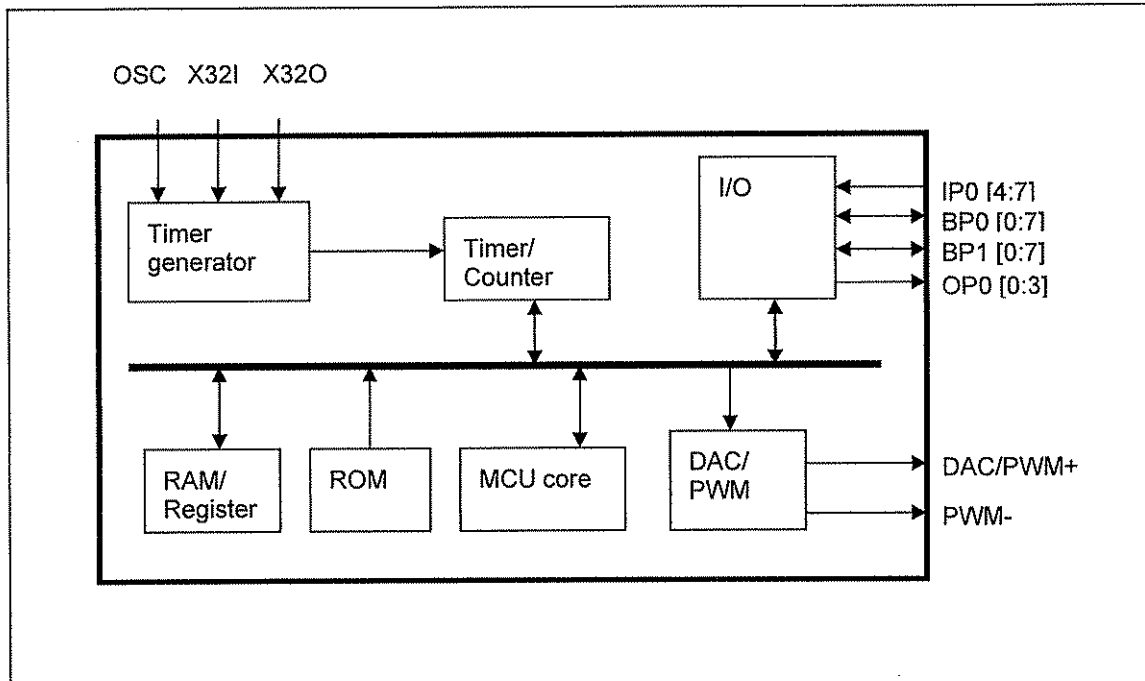 OSC X32I X32O
Timer
generator
Timer/
Counter
I/O
IP0 [4:7]
BP0 [0:7]
BP1 [0:7]
OP0 [0:3]
RAM/
Register
ROM
MCU core
DAC/
PWM
DAC/PWM+
PWM-